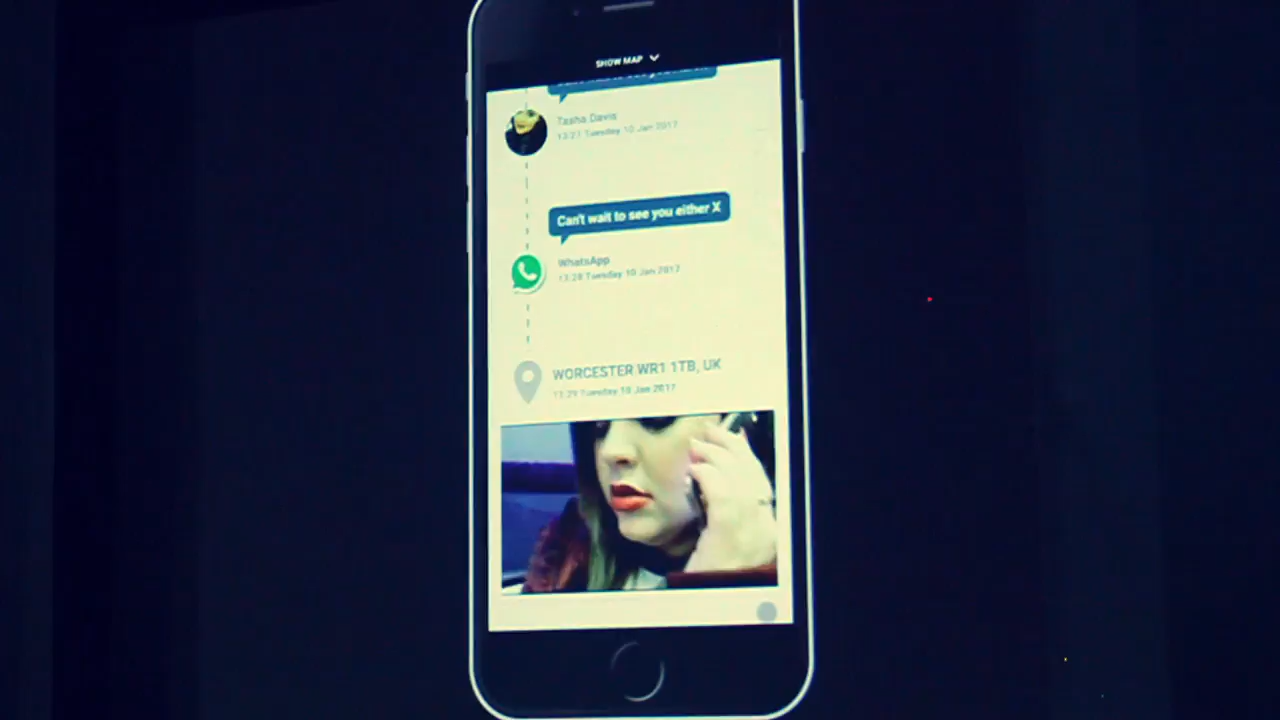 SHOW MAP
Tasha Davis
13:27 Tuesday 10 Jan 2017
Can't wait to see you either X
WhatsApp
13:28 Tuesday 10 Jan 2017
WORCESTER WR1 1TB, UK
13:29 Tuesday 10 Jan 2017